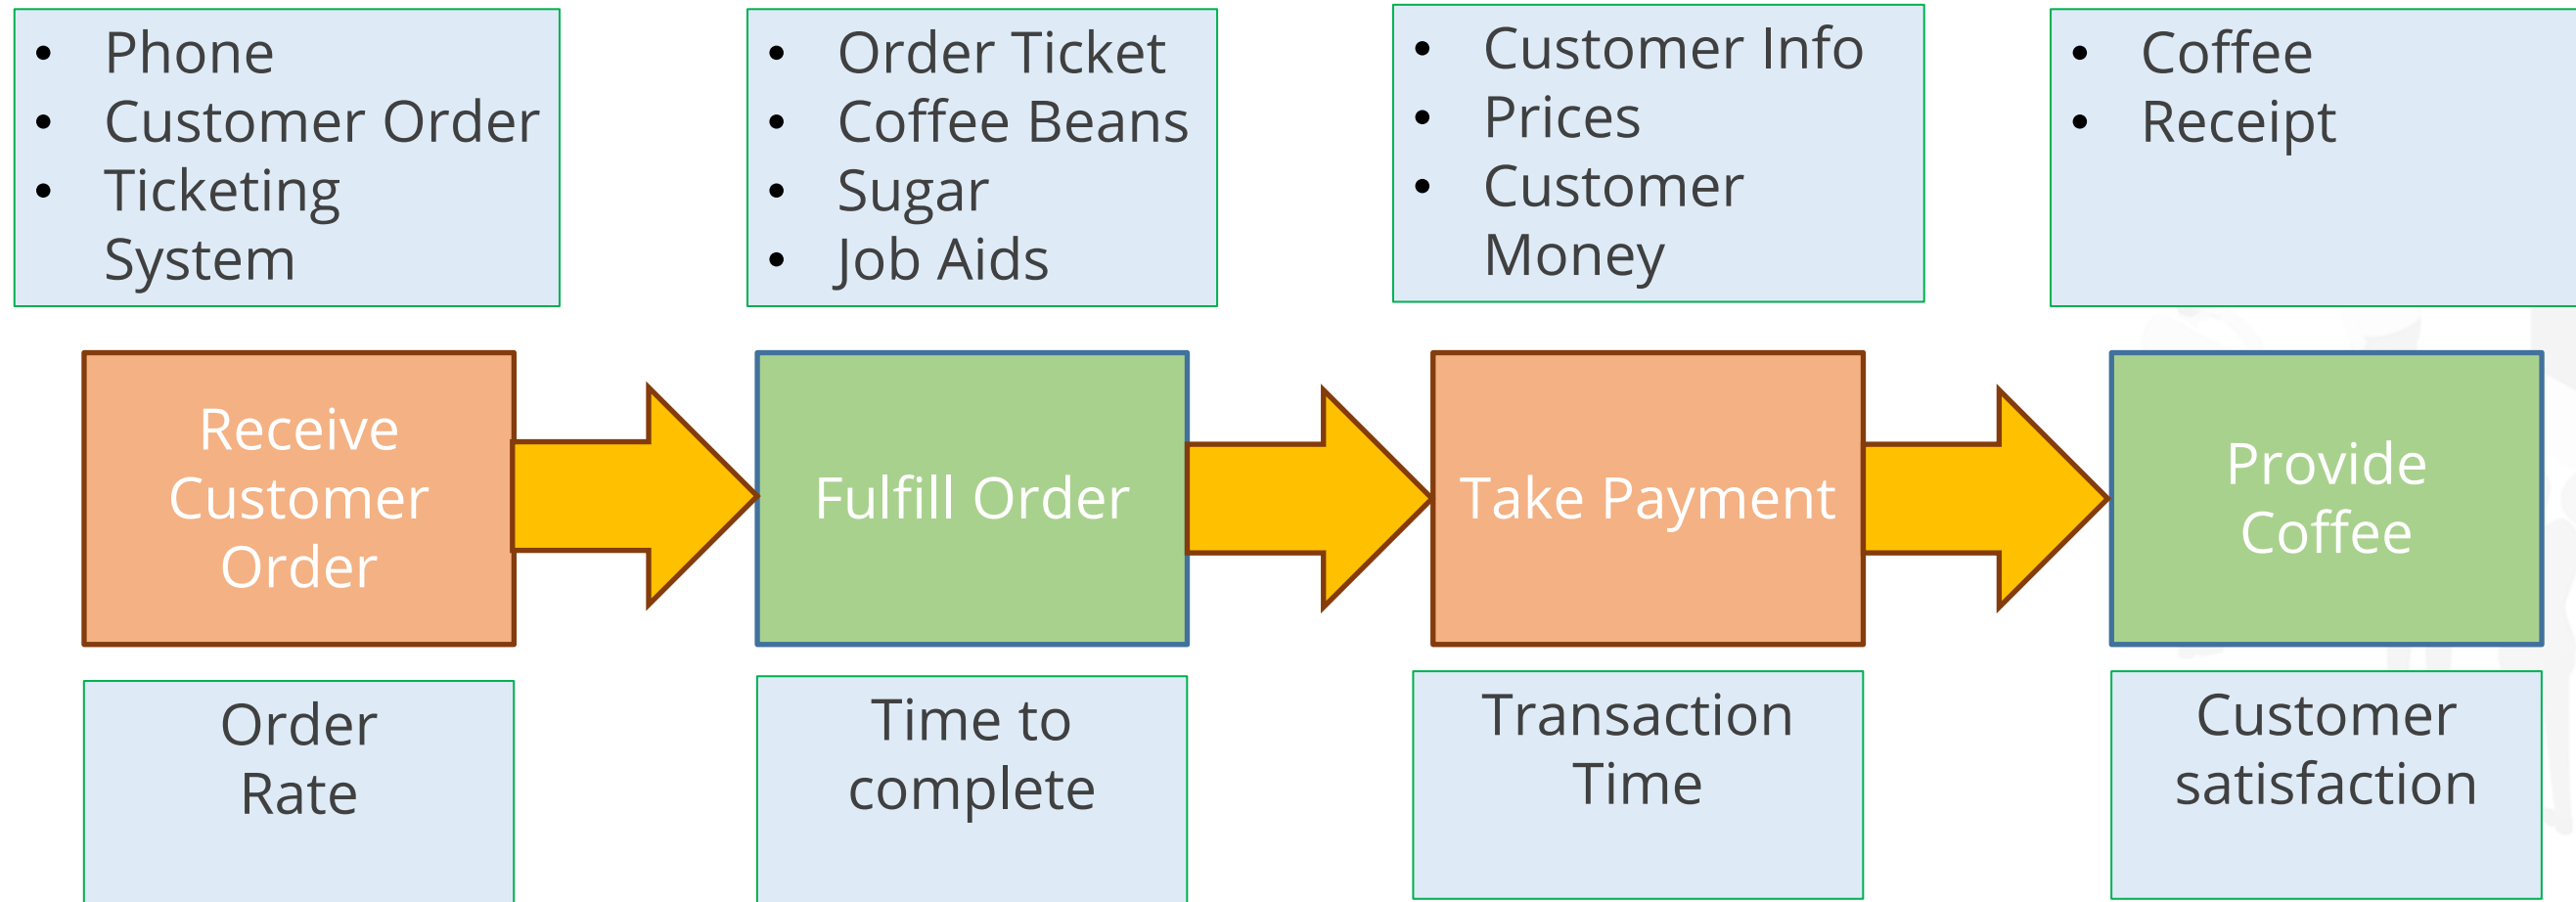 • Phone
• Customer Order
• Ticketing
System
• Order Ticket
• Coffee Beans
• Sugar
• Job Aids
• Customer Info
• Prices
• Customer
Money
• Coffee
• Receipt
Receive
Customer
Order
Fulfill Order
Take Payment
Provide
Coffee
Order
Rate
Time to
complete
Transaction
Time
Customer
satisfaction